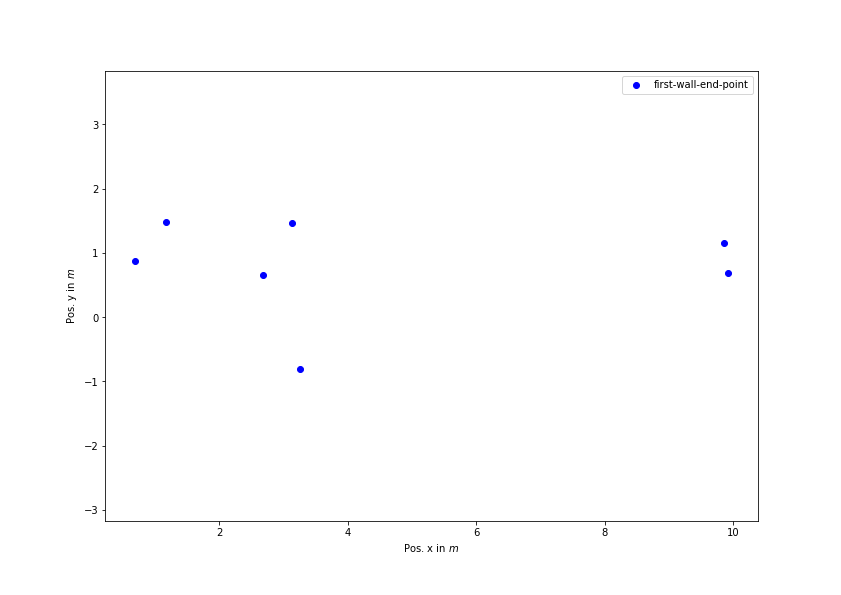 first-wall-end-point
3
2
1
0
−1
−2
−3
Pos. y in m
2 4 6 8 10
Pos. x in m